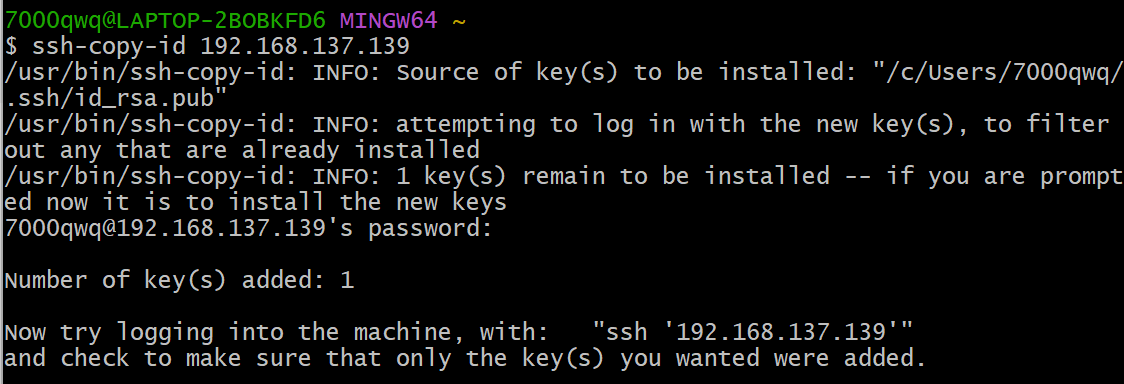 7000qwq@LAPTOP-2BOBKFD6 MINGW64 ~
$ ssh-copy-id 192.168.137.139
/usr/bin/ssh-copy-id: INFO: Source of key(s) to be installed: "/c/Users/7000qwq/
.ssh/id_rsa.pub"
/usr/bin/ssh-copy-id: INFO: attempting to log in with the new key(s), to filter
out any that are already installed
/usr/bin/ssh-copy-id: INFO: 1 key(s) remain to be installed -- if you are prompt
ed now it is to install the new keys
7000qwq@192.168.137.139's password:
Number of key(s) added: 1
Now try logging into the machine, with:   "ssh '192.168.137.139'"
and check to make sure that only the key(s) you wanted were added.